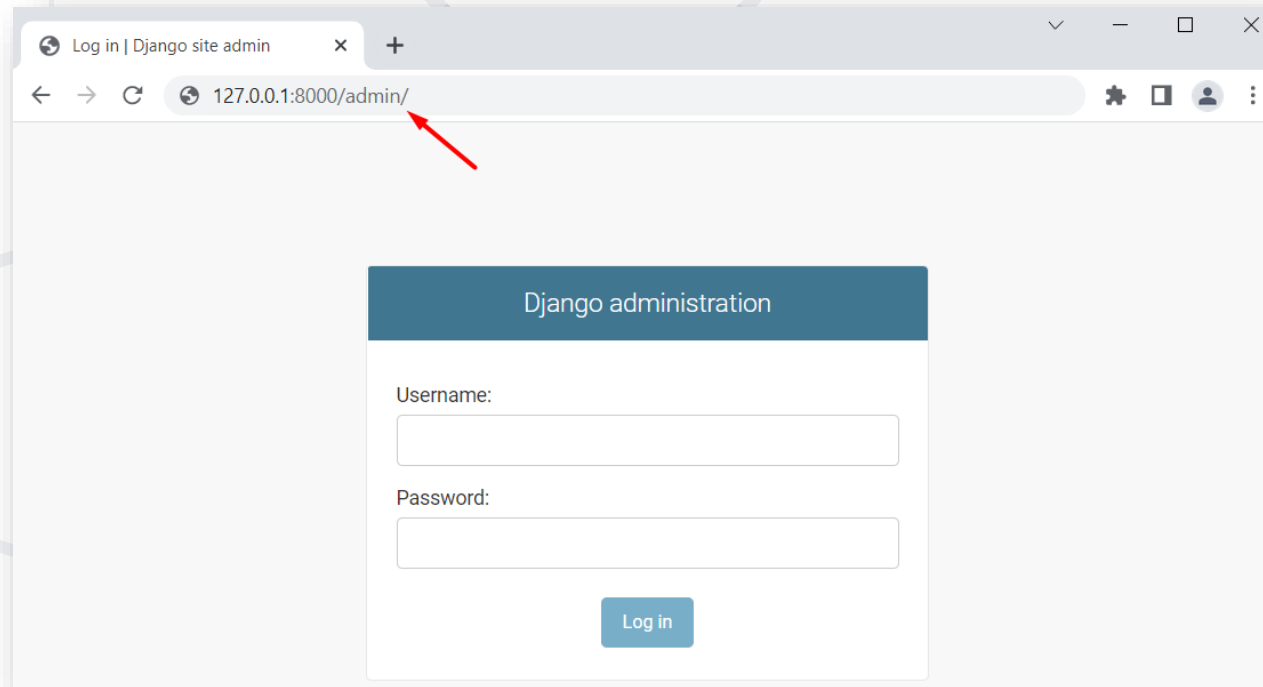 Log in | Django site admin
127.0.0.1:8000/admin/
Django administration
Username:
Password:
Log in